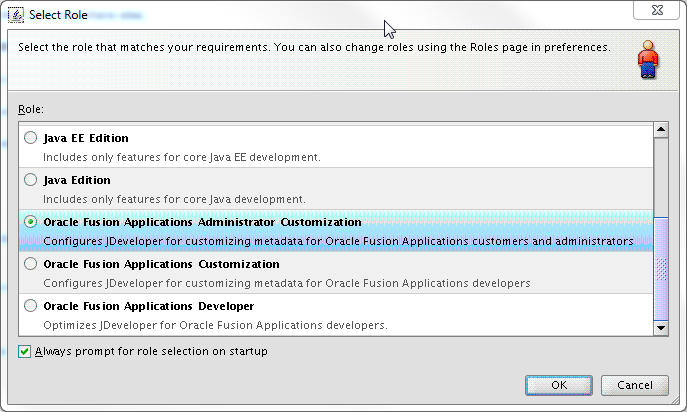 Select Role
Select the role that matches your requirements. You can also change roles using the Roles page in preferences.
Role:
Java EE Edition
Includes only features for core Java EE development.
Java Edition
Includes only features for core Java development.
Oracle Fusion Applications Administrator Customization
Configures JDeveloper for customizing metadata for Oracle Fusion Applications customers and administrators
Oracle Fusion Applications Customization
Configures JDeveloper for customizing metadata for Oracle Fusion Applications developers
Oracle Fusion Applications Developer
Optimizes JDeveloper for Oracle Fusion Applications developers.
Always prompt for role selection on startup
OK
Cancel